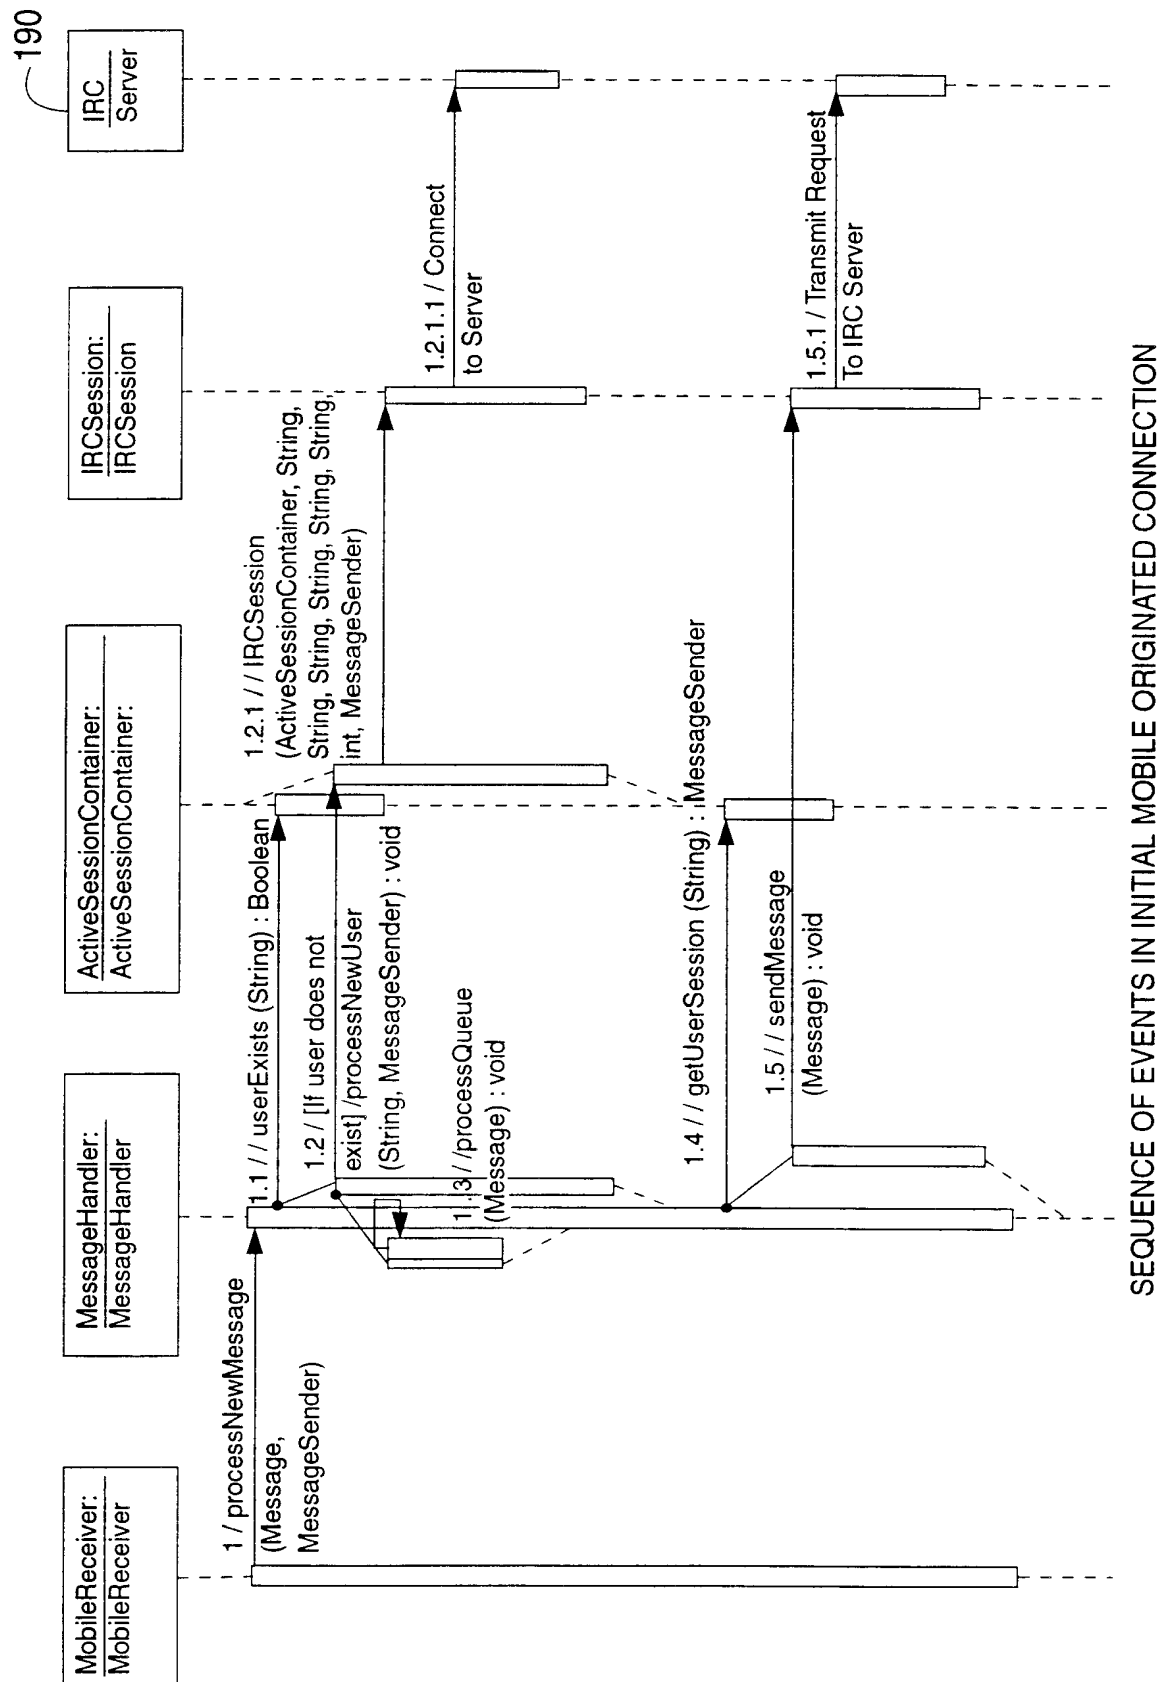 190
MobileReceiver:
MobileReceiver
MessageHandler:
MessageHandler
ActiveSessionContainer:
ActiveSessionContainer:
IRCSession:
IRCSession
IRC
Server
1 / processNewMessage
(Message,
MessageSender)
1.1 / / userExists (String) : Boolean
1.2 / [If user does not
exist] /processNewUser
(String, MessageSender) : void
1.2.1 / / IRCSession
(ActiveSessionContainer, String,
String, String, String, String, String,
int, MessageSender)
1.2.1.1 / Connect
to Server
1.3 / /processQueue
(Message) : void
1.4 / / getUserSession (String) : MessageSender
1.5 / / sendMessage
(Message) : void
1.5.1 / Transmit Request
To IRC Server
SEQUENCE OF EVENTS IN INITIAL MOBILE ORIGINATED CONNECTION